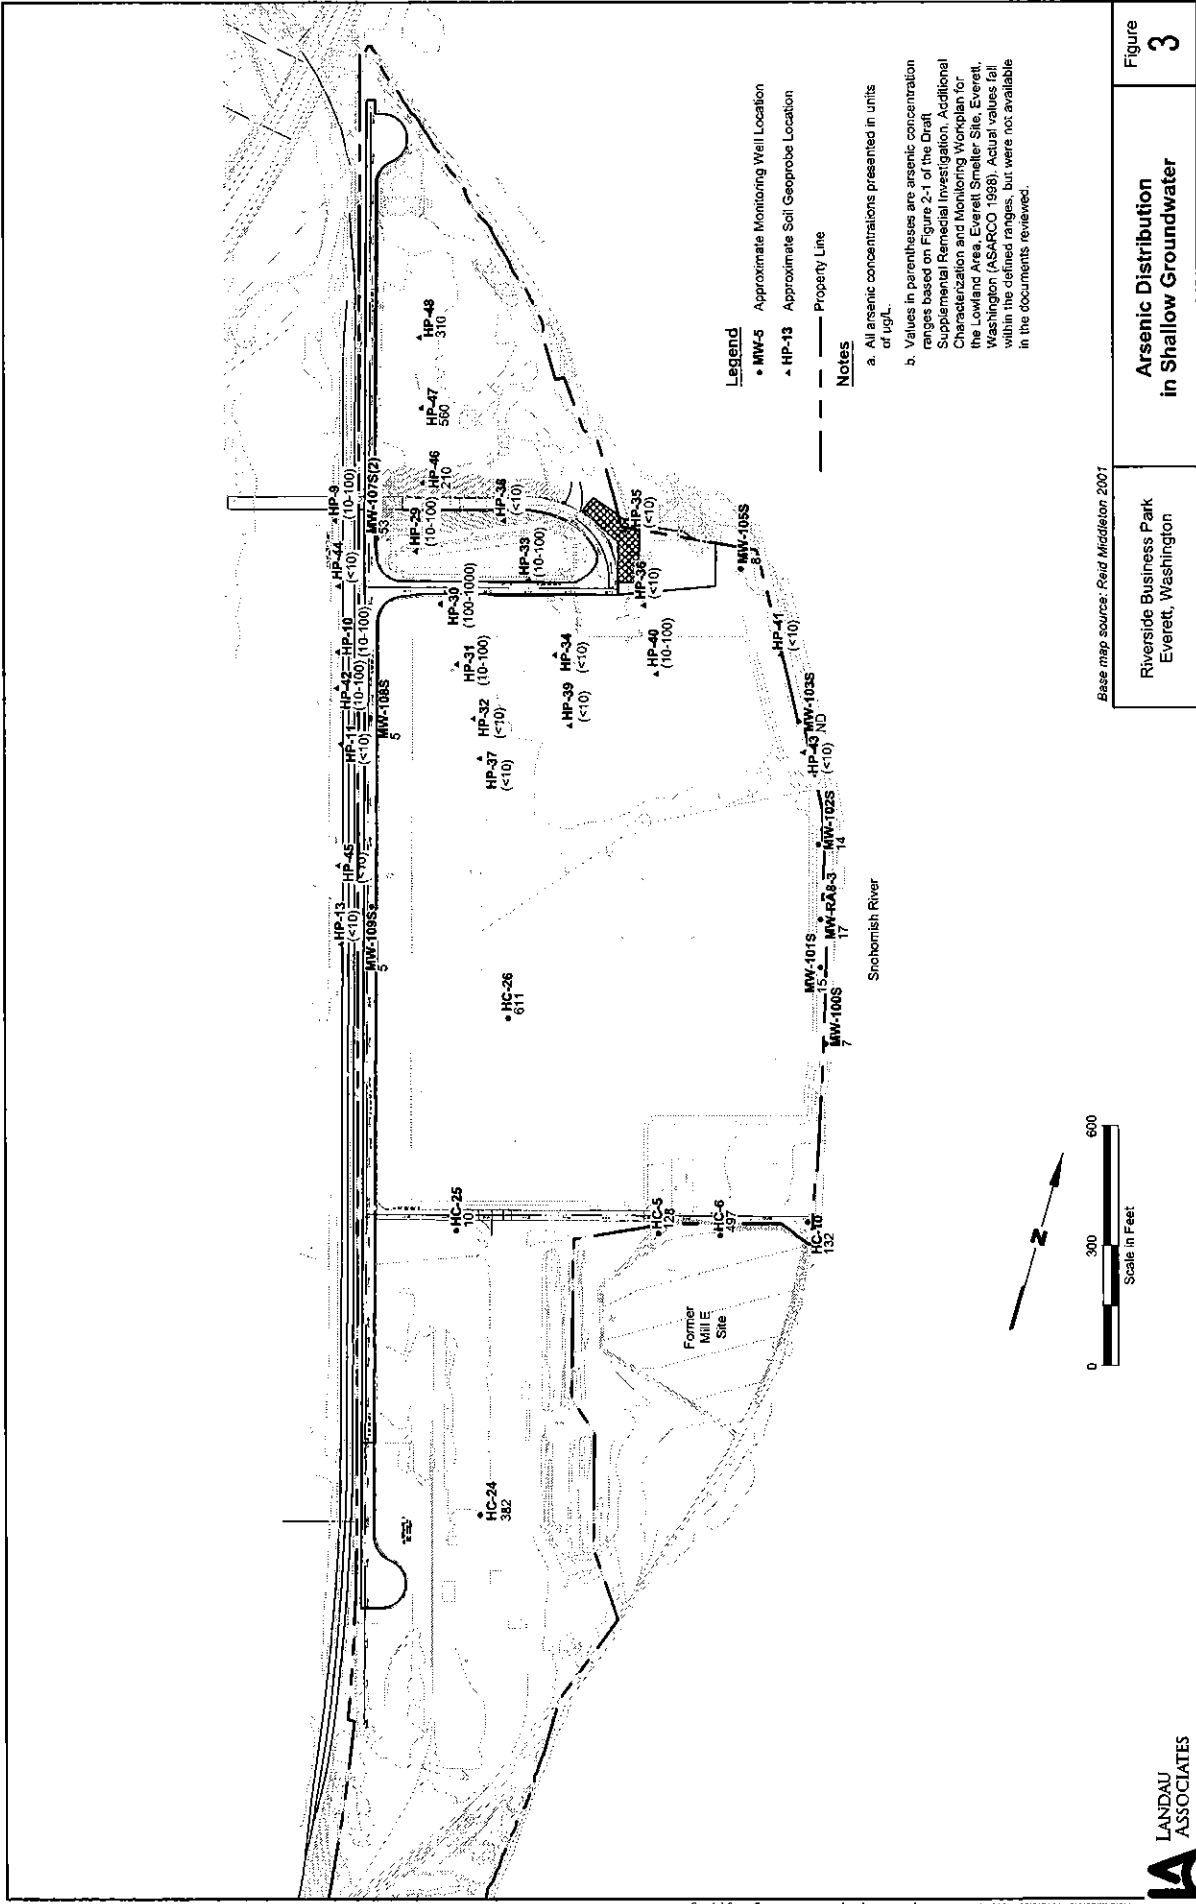 HP-48
310
HP-47
560
HP-46
210
HP-9
(10-100)
MW-107S(2)
53
HP-44
(<10)
HP-29
(10-100)
HP-38
(<10)
HP-33
(10-100)
HP-35
(<10)
HP-36
(<10)
MW-105S
8
HP-30
(100-1000)
HP-10
(10-100)
HP-42
(10-100)
HP-31
(10-100)
HP-34
(<10)
HP-40
(10-100)
HP-41
(<10)
HP-11
(<10)
MW-108S
5
HP-32
(<10)
HP-39
(<10)
HP-37
(<10)
MW-103S
ND
HP-43
(<10)
HP-45
(<10)
HP-13
(<10)
MW-109S
5
HC-26
611
MW-102S
14
MW-RA8-3
17
MW-101S
15
MW-100S
7
Snohomish River
HC-25
10
HC-5
128
HC-6
497
HC-10
132
Former
Mill E
Site
HC-24
382
Legend
MW-5 Approximate Monitoring Well Location
HP-13 Approximate Soil Geoprobe Location
Property Line
Notes
a. All arsenic concentrations presented in units
of ug/L.
b. Values in parentheses are arsenic concentration
ranges based on Figure 2-1 of the Draft
Supplemental Remedial Investigation, Additional
Characterization and Monitoring Workplan for
the Lowland Area, Everett Smelter Site, Everett,
Washington (ASARCO 1998). Actual values fall
within the defined ranges, but were not available
in the documents reviewed.
N
0 300 600
Scale in Feet
Base map source: Reid Middleton 2001
LANDAU
ASSOCIATES
Riverside Business Park
Everett, Washington
Arsenic Distribution
in Shallow Groundwater
Figure
3